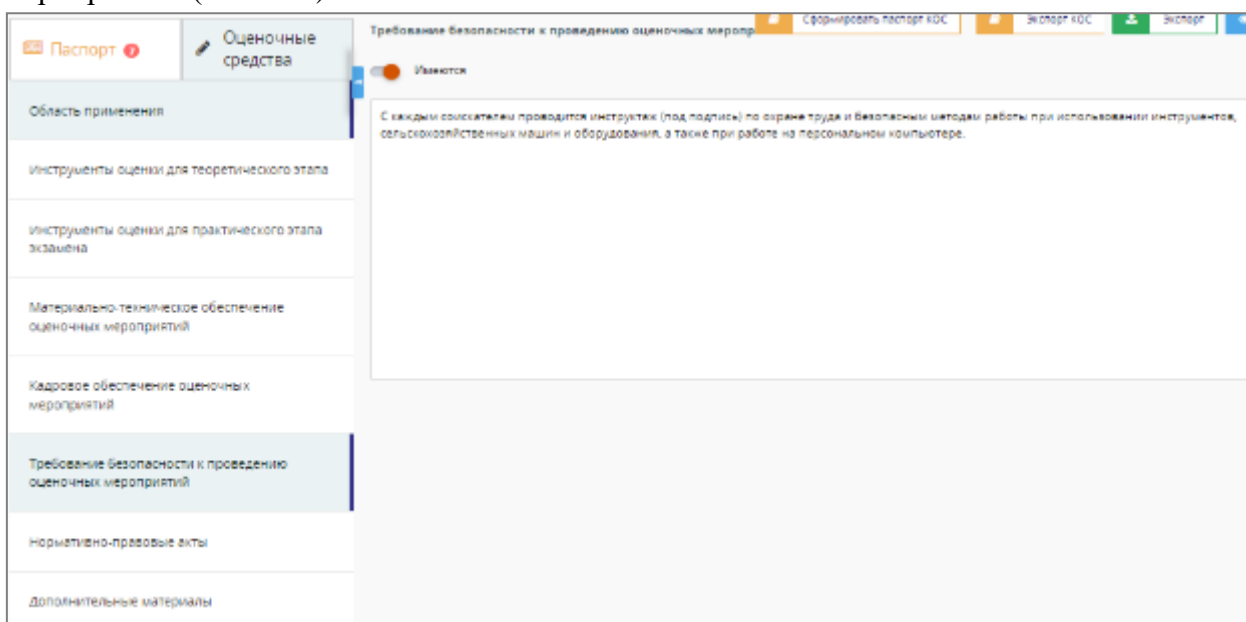 Паспорт
Оценочные
средства
Область применения
Инструменты оценки для теоретического этапа
Инструменты оценки для практического этапа
экзамена
Материально-техническое обеспечение
оценочных мероприятий
Кадровое обеспечение оценочных
мероприятий
Требование безопасности к проведению
оценочных мероприятий
Нормативно-правовые акты
Дополнительные материалы
Требование безопасности к проведению оценочных меропр
Сформировать паспорт КОС
Экспорт КОС
Экспорт
Имеются
С каждым соискателем проводится инструктаж (под подпись) по охране труда и безопасным методам работы при использовании инструментов,
сельскохозяйственных машин и оборудования, а также при работе на персональном компьютере.